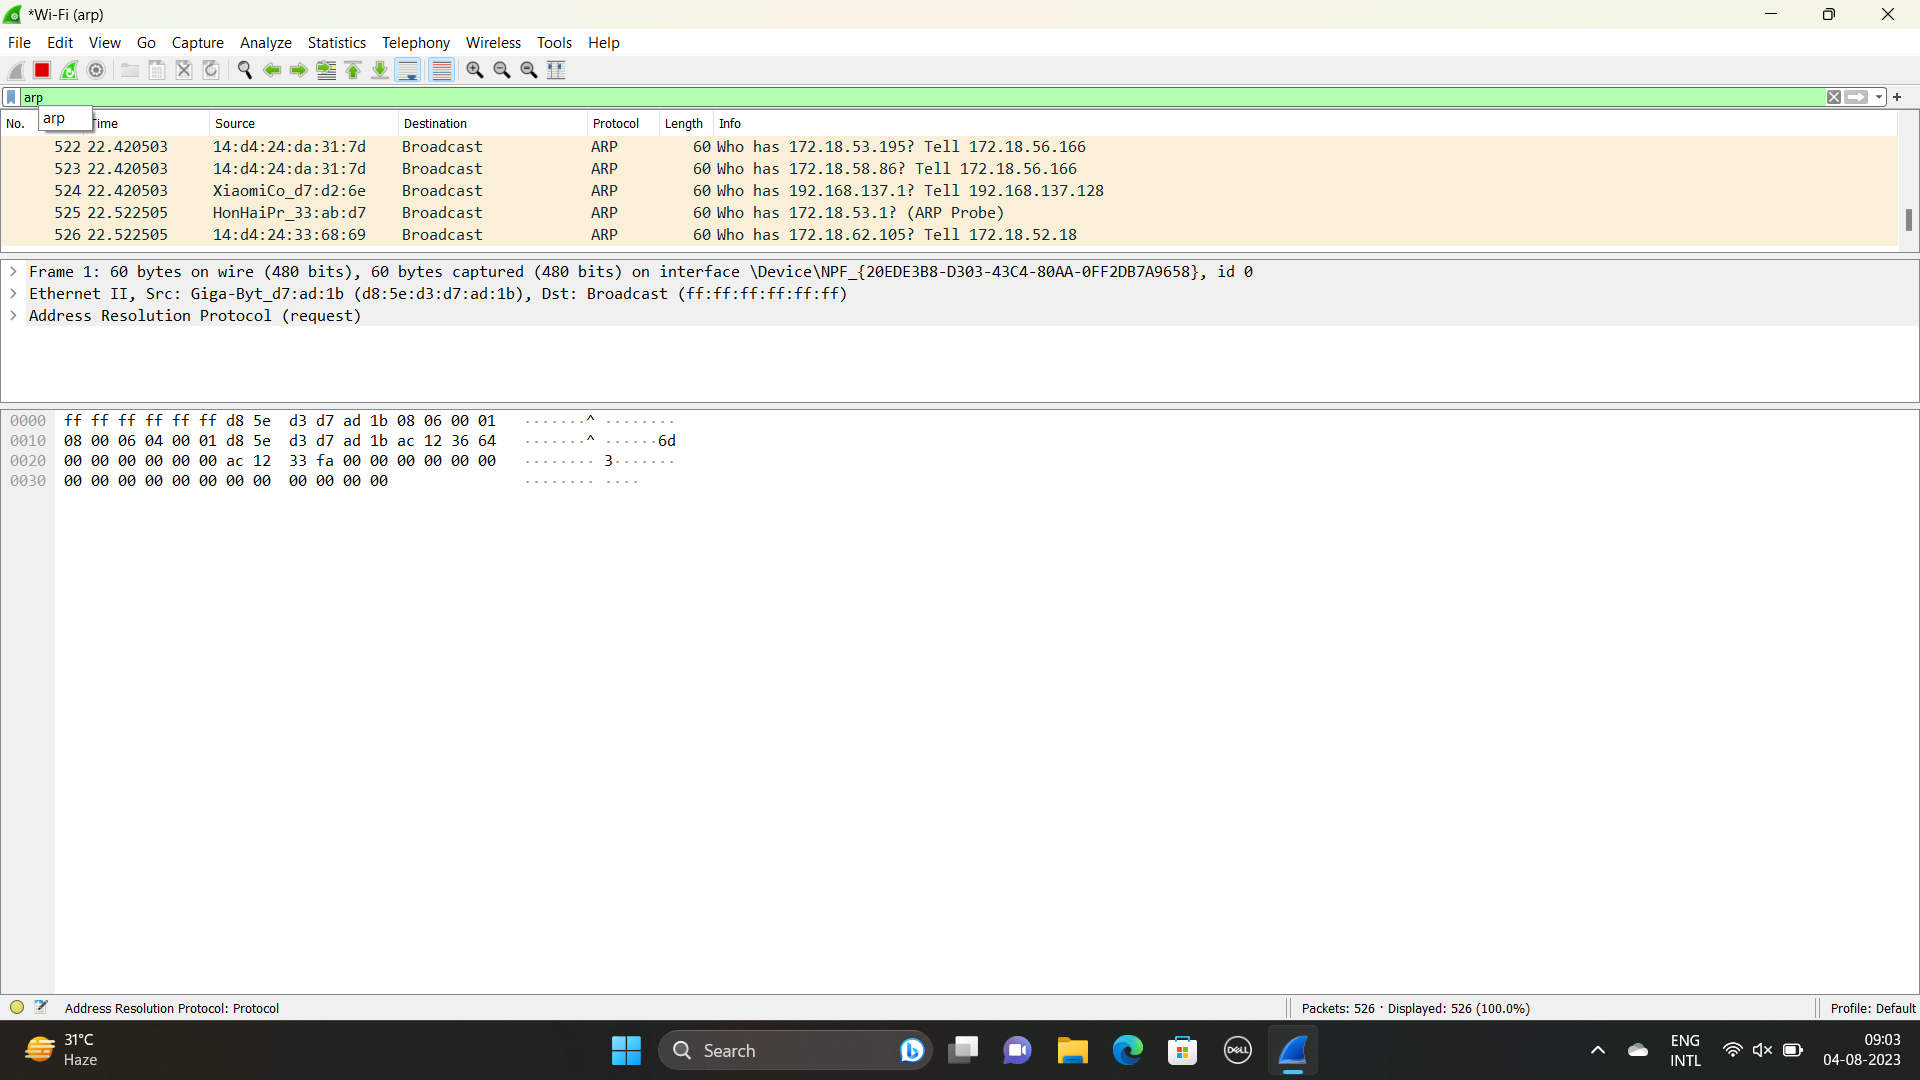 *Wi-Fi (arp)
File Edit View Go Capture Analyze Statistics Telephony Wireless Tools Help
arp
arp
No. Time Source Destination Protocol Length Info
522 22.420503 14:d4:24:da:31:7d Broadcast ARP 60 Who has 172.18.53.195? Tell 172.18.56.166
523 22.420503 14:d4:24:da:31:7d Broadcast ARP 60 Who has 172.18.58.86? Tell 172.18.56.166
524 22.420503 XiaomiCo_d7:d2:6e Broadcast ARP 60 Who has 192.168.137.1? Tell 192.168.137.128
525 22.522505 HonHaiPr_33:ab:d7 Broadcast ARP 60 Who has 172.18.53.1? (ARP Probe)
526 22.522505 14:d4:24:33:68:69 Broadcast ARP 60 Who has 172.18.62.105? Tell 172.18.52.18
> Frame 1: 60 bytes on wire (480 bits), 60 bytes captured (480 bits) on interface \Device\NPF_{20EDE3B8-D303-43C4-80AA-0FF2DB7A9658}, id 0
> Ethernet II, Src: Giga-Byt_d7:ad:1b (d8:5e:d3:d7:ad:1b), Dst: Broadcast (ff:ff:ff:ff:ff:ff)
> Address Resolution Protocol (request)
0000 ff ff ff ff ff ff d8 5e d3 d7 ad 1b 08 06 00 01 ·······^ ········
0010 08 00 06 04 00 01 d8 5e d3 d7 ad 1b ac 12 36 64 ·······^ ······6d
0020 00 00 00 00 00 00 ac 12 33 fa 00 00 00 00 00 00 ········ 3·······
0030 00 00 00 00 00 00 00 00 00 00 00 00 ········ ····
Address Resolution Protocol: Protocol Packets: 526 · Displayed: 526 (100.0%) Profile: Default
31°C
Haze
Search
DELL
ENG
INTL
09:03
04-08-2023